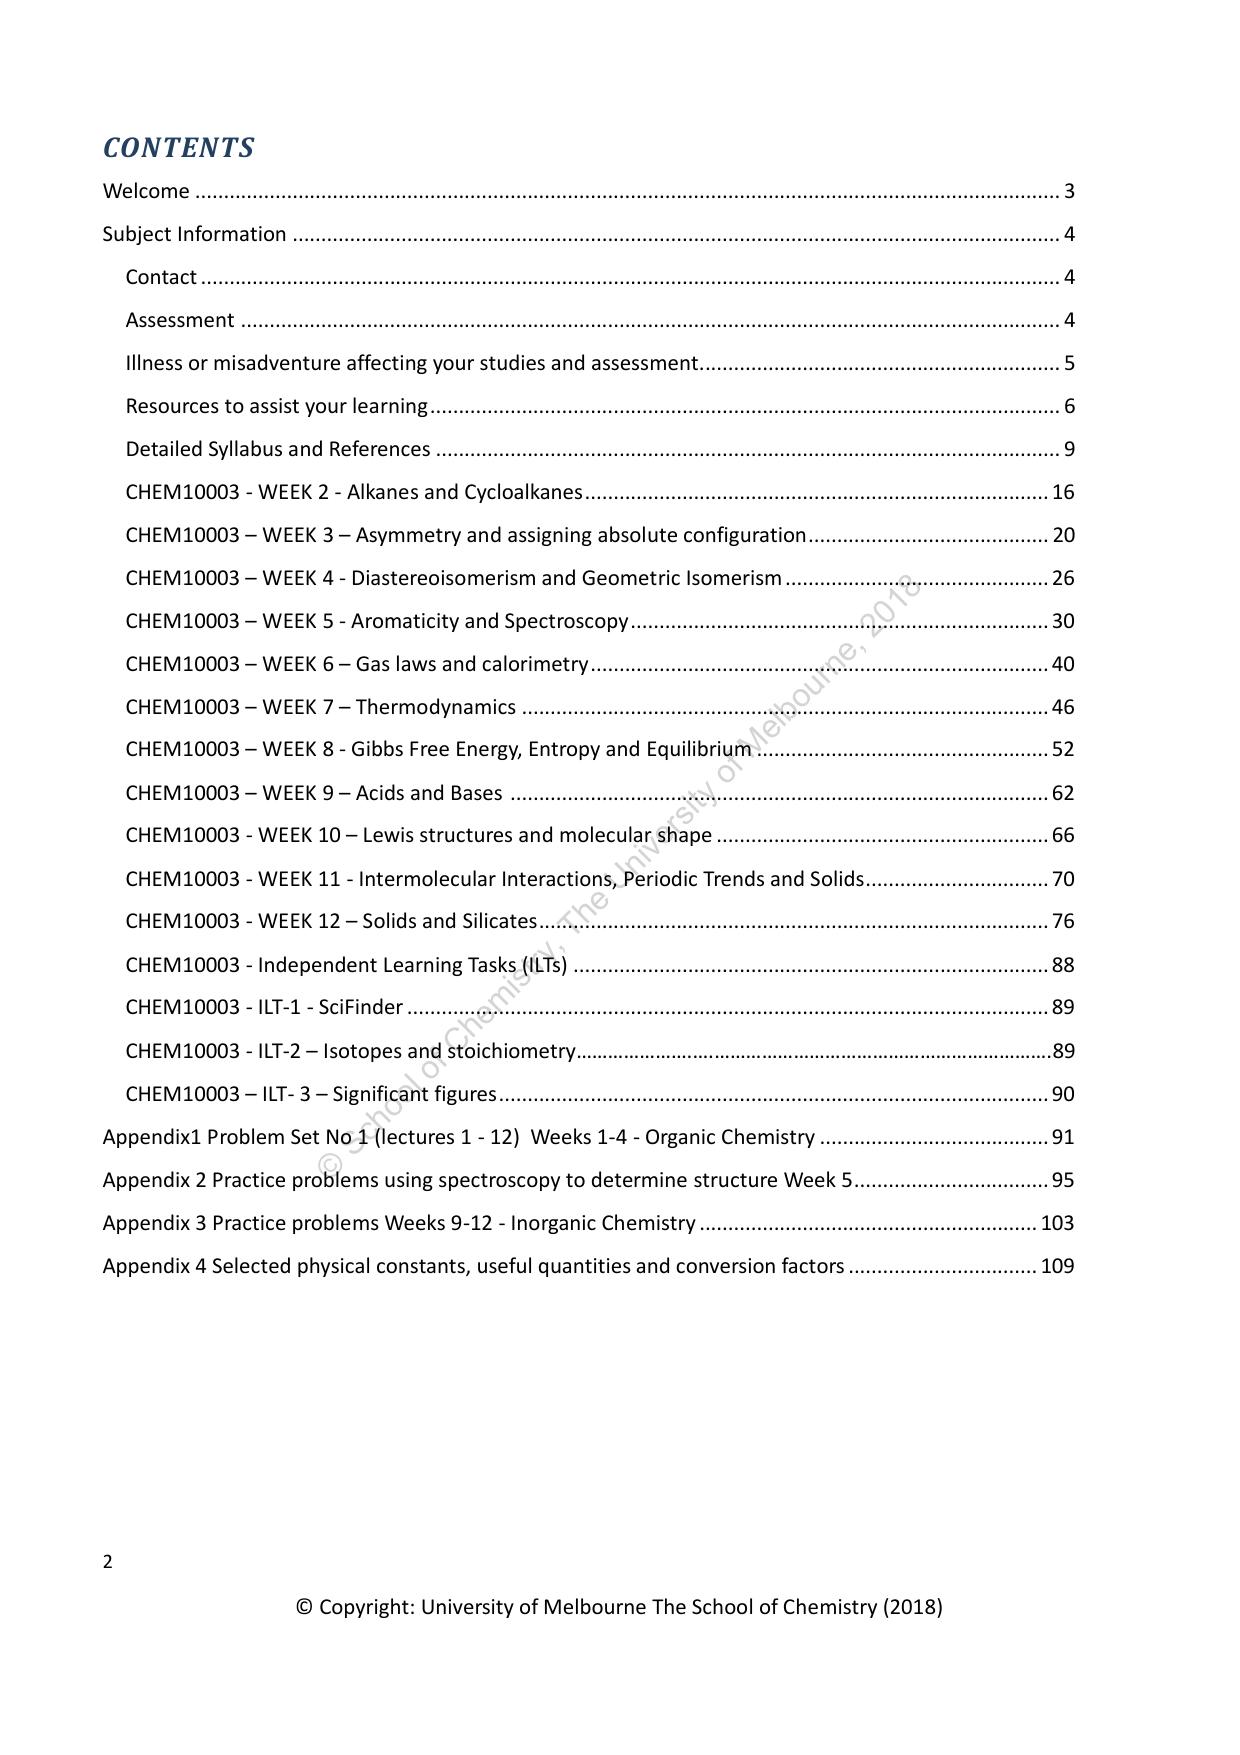 CONTENTS
Welcome ........................................................................................................ 3
Subject Information ........................................................................................ 4
Contact ........................................................................................................ 4
Assessment .................................................................................................. 4
Illness or misadventure affecting your studies and assessment............................................ 5
Resources to assist your learning........................................................................ 6
Detailed Syllabus and References ........................................................................ 9
CHEM10003 - WEEK 2 - Alkanes and Cycloalkanes........................................................ 16
CHEM10003 – WEEK 3 – Asymmetry and assigning absolute configuration............................ 20
CHEM10003 – WEEK 4 - Diastereoisomerism and Geometric Isomerism ............................... 26
CHEM10003 – WEEK 5 - Aromaticity and Spectroscopy.................................................. 30
CHEM10003 – WEEK 6 – Gas laws and calorimetry........................................................ 40
CHEM10003 – WEEK 7 – Thermodynamics ................................................................. 46
CHEM10003 – WEEK 8 - Gibbs Free Energy, Entropy and Equilibrium ................................... 52
CHEM10003 – WEEK 9 – Acids and Bases .................................................................. 62
CHEM10003 - WEEK 10 – Lewis structures and molecular shape ......................................... 66
CHEM10003 - WEEK 11 - Intermolecular Interactions, Periodic Trends and Solids...................... 70
CHEM10003 - WEEK 12 – Solids and Silicates.............................................................. 76
CHEM10003 - Independent Learning Tasks (ILTs) ......................................................... 88
CHEM10003 - ILT-1 - SciFinder ............................................................................. 89
CHEM10003 - ILT-2 – Isotopes and stoichiometry………………………………………………………………………..89
CHEM10003 – ILT- 3 – Significant figures.................................................................. 90
Appendix1 Problem Set No 1 (lectures 1 - 12)  Weeks 1-4 - Organic Chemistry ........................ 91
Appendix 2 Practice problems using spectroscopy to determine structure Week 5...................... 95
Appendix 3 Practice problems Weeks 9-12 - Inorganic Chemistry ....................................... 103
Appendix 4 Selected physical constants, useful quantities and conversion factors ................... 109
© School of Chemistry, The University of Melbourne, 2018
2
© Copyright: University of Melbourne The School of Chemistry (2018)